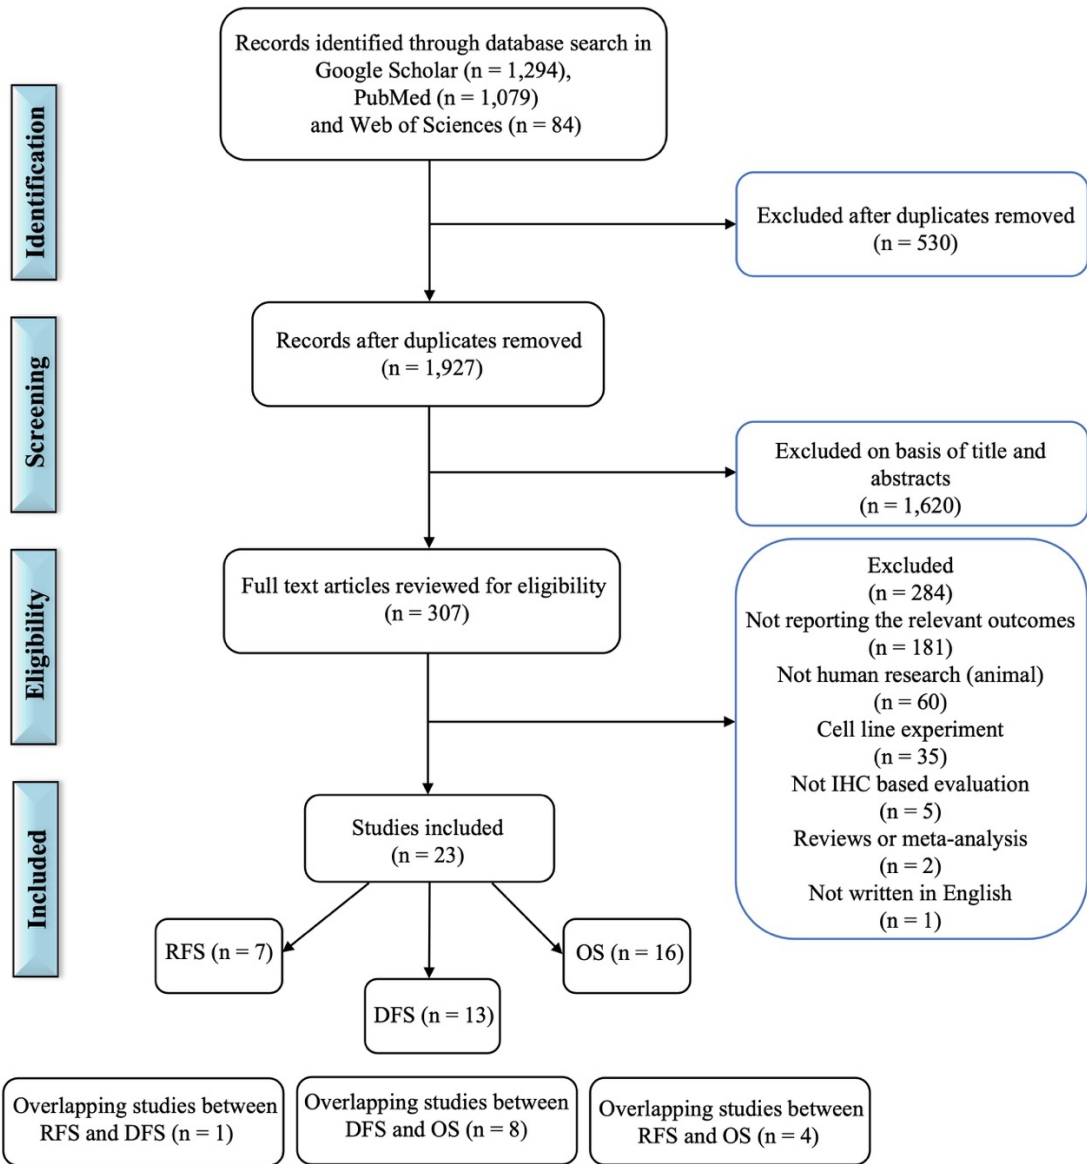 Identification
Records identified through database search in
Google Scholar (n = 1,294),
PubMed (n = 1,079)
and Web of Sciences (n = 84)
Excluded after duplicates removed
(n = 530)
Screening
Records after duplicates removed
(n = 1,927)
Excluded on basis of title and
abstracts
(n = 1,620)
Eligibility
Full text articles reviewed for eligibility
(n = 307)
Excluded
(n = 284)
Not reporting the relevant outcomes
(n = 181)
Not human research (animal)
(n = 60)
Cell line experiment
(n = 35)
Not IHC based evaluation
(n = 5)
Reviews or meta-analysis
(n = 2)
Not written in English
(n = 1)
Included
Studies included
(n = 23)
RFS (n = 7)
DFS (n = 13)
OS (n = 16)
Overlapping studies between
RFS and DFS (n = 1)
Overlapping studies between
DFS and OS (n = 8)
Overlapping studies between
RFS and OS (n = 4)